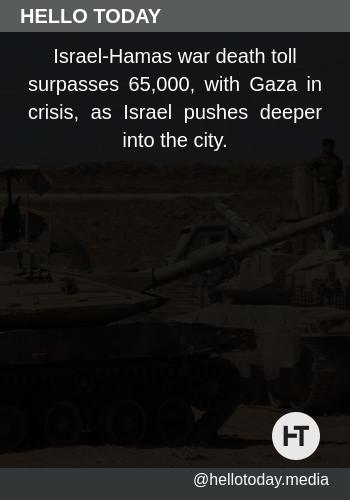 HELLO TODAY
Israel-Hamas war death toll
surpasses 65,000, with Gaza in
crisis, as Israel pushes deeper
into the city.
HT
@hellotoday.media